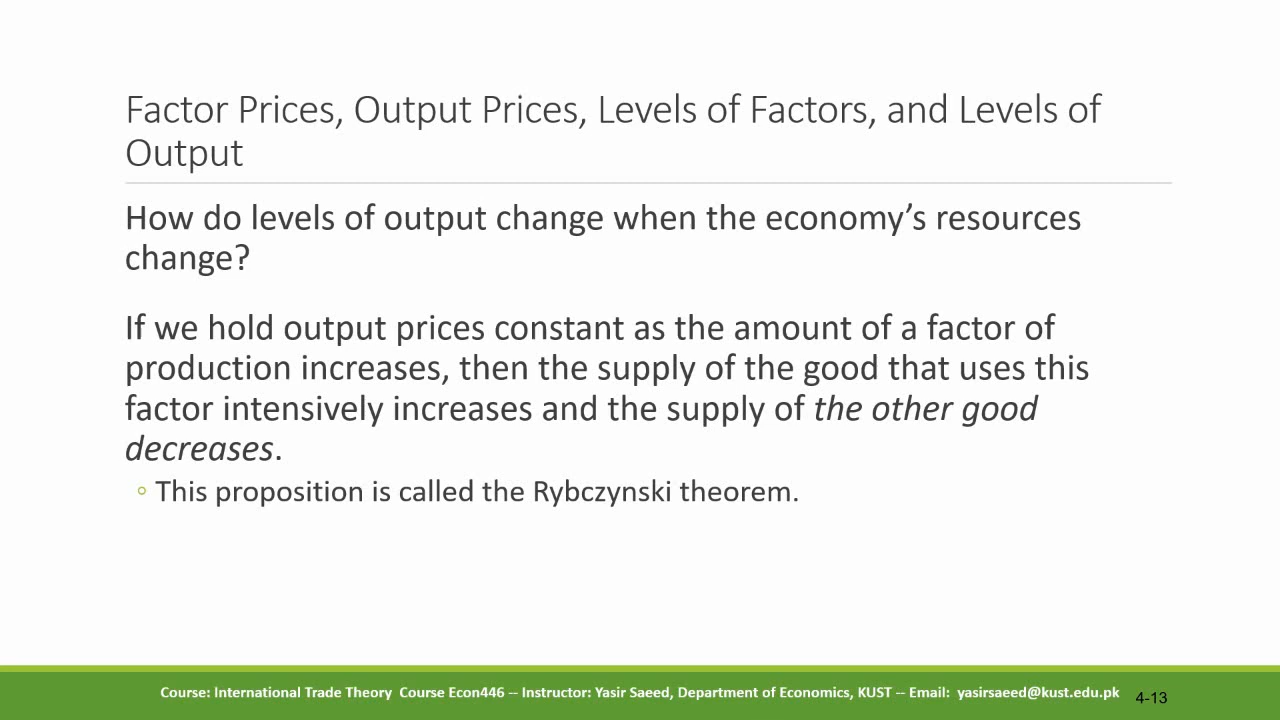 Factor Prices, Output Prices, Levels of Factors, and Levels of
Output
How do levels of output change when the economy’s resources
change?
If we hold output prices constant as the amount of a factor of
production increases, then the supply of the good that uses this
factor intensively increases and the supply of the other good
decreases.
◦ This proposition is called the Rybczynski theorem.
Course: International Trade Theory  Course Econ446 -- Instructor: Yasir Saeed, Department of Economics, KUST -- Email:  yasirsaeed@kust.edu.pk
4-13